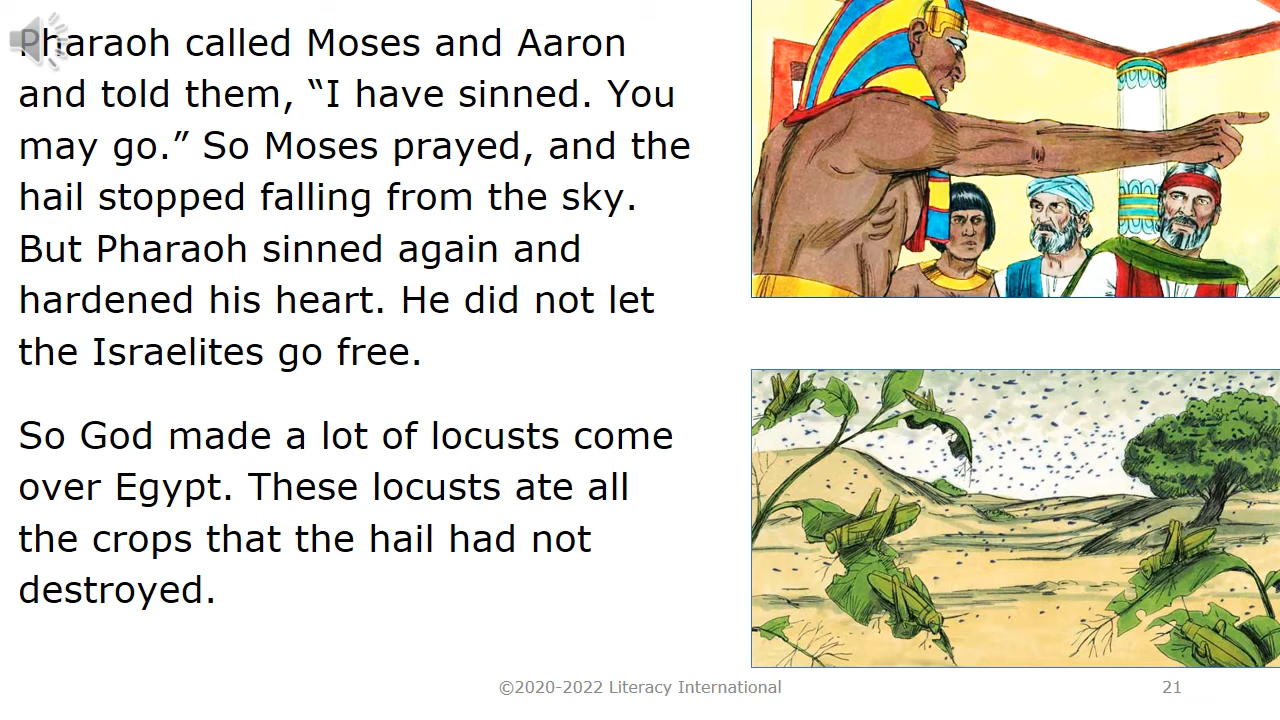 Pharaoh called Moses and Aaron
and told them, “I have sinned. You
may go.” So Moses prayed, and the
hail stopped falling from the sky.
But Pharaoh sinned again and
hardened his heart. He did not let
the Israelites go free.
So God made a lot of locusts come
over Egypt. These locusts ate all
the crops that the hail had not
destroyed.
©2020-2022 Literacy International
21